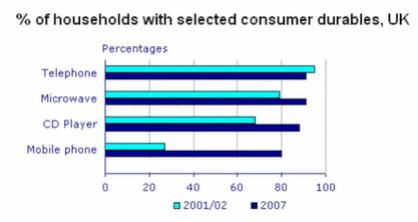 % of households with selected consumer durables, UK
Percentages
Telephone
Microwave
CD Player
Mobile phone
0 20 40 60 80 100
2001/02 2007